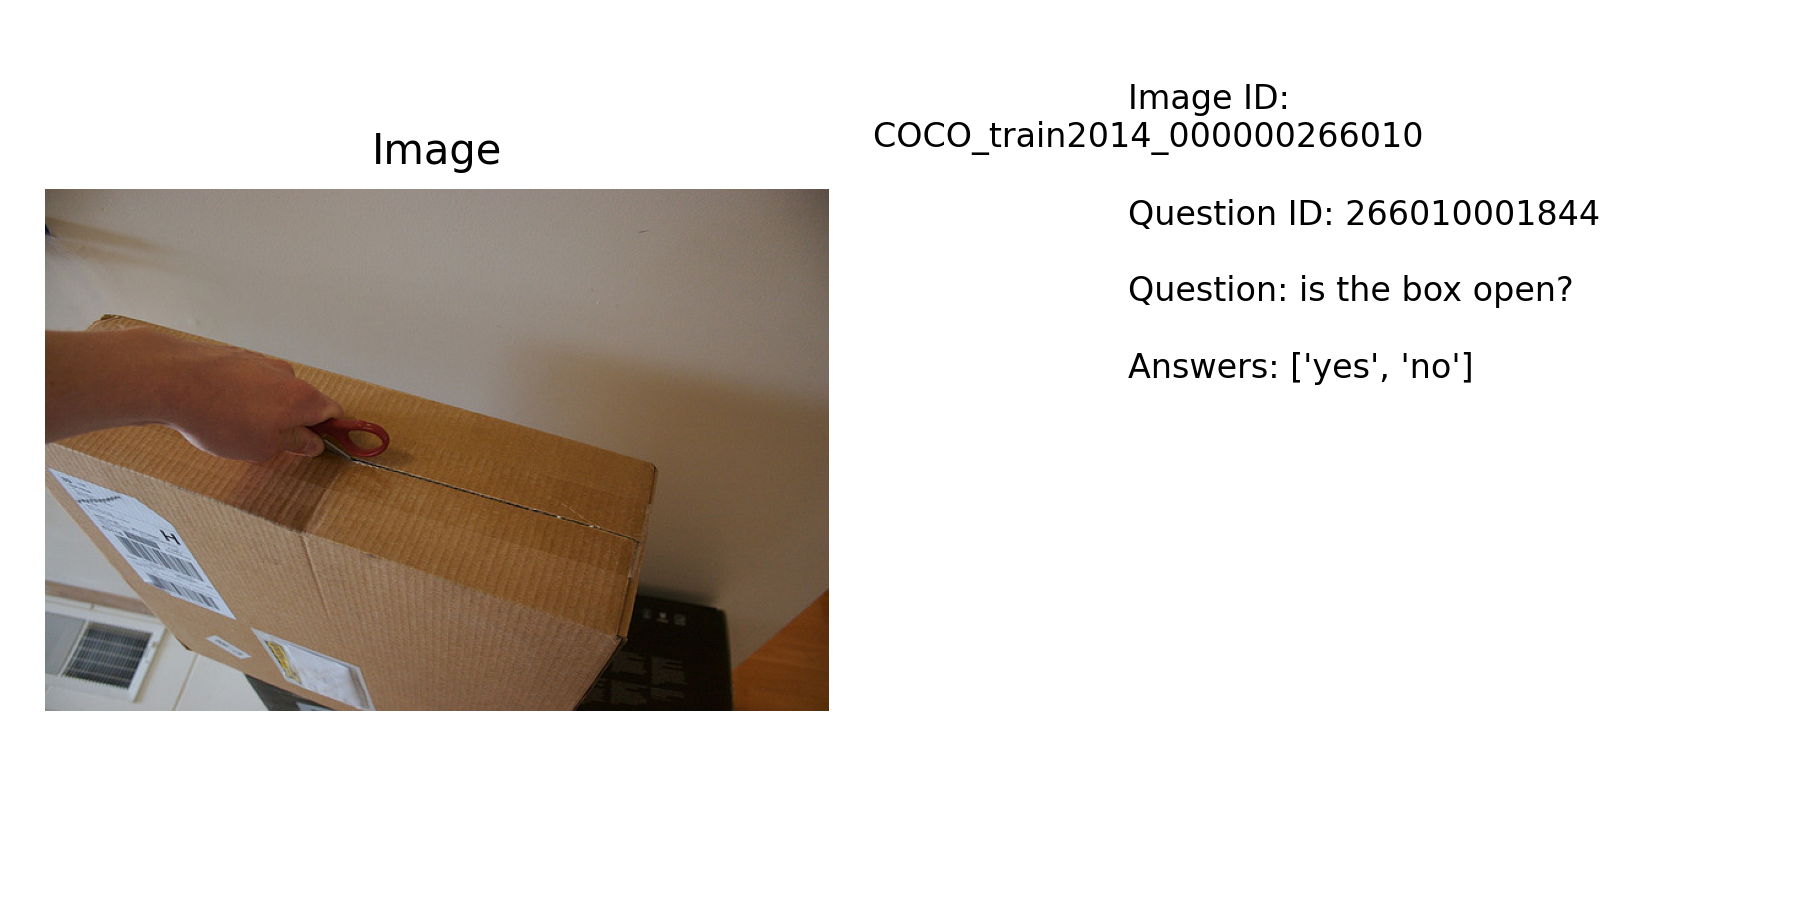 Image
Image ID:
COCO_train2014_000000266010
Question ID: 266010001844
Question: is the box open?
Answers: ['yes', 'no']
H